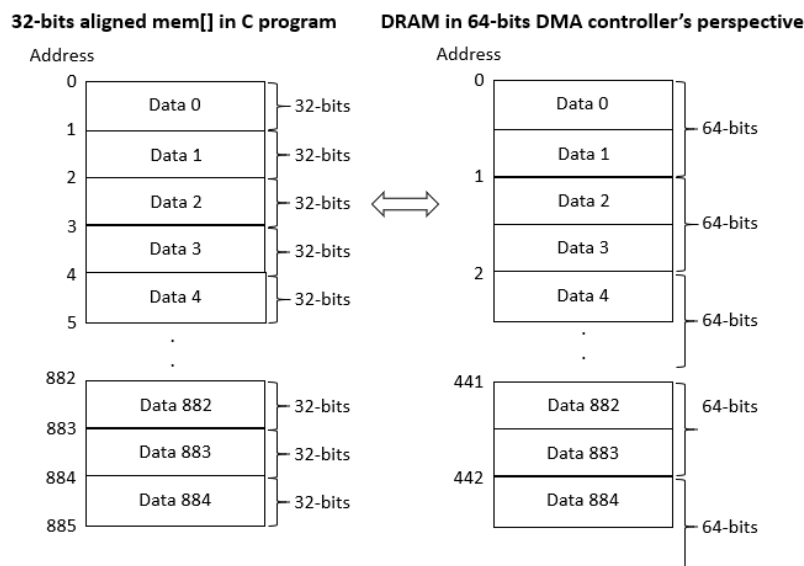 32-bits aligned mem[] in C program
Address
0
Data 0
32-bits
1
Data 1
32-bits
2
Data 2
32-bits
3
Data 3
32-bits
4
Data 4
32-bits
5
.
.
882
Data 882
32-bits
883
Data 883
32-bits
884
Data 884
32-bits
885
DRAM in 64-bits DMA controller’s perspective
Address
0
Data 0
64-bits
Data 1
1
Data 2
64-bits
Data 3
2
Data 4
64-bits
.
.
441
Data 882
64-bits
Data 883
442
Data 884
64-bits